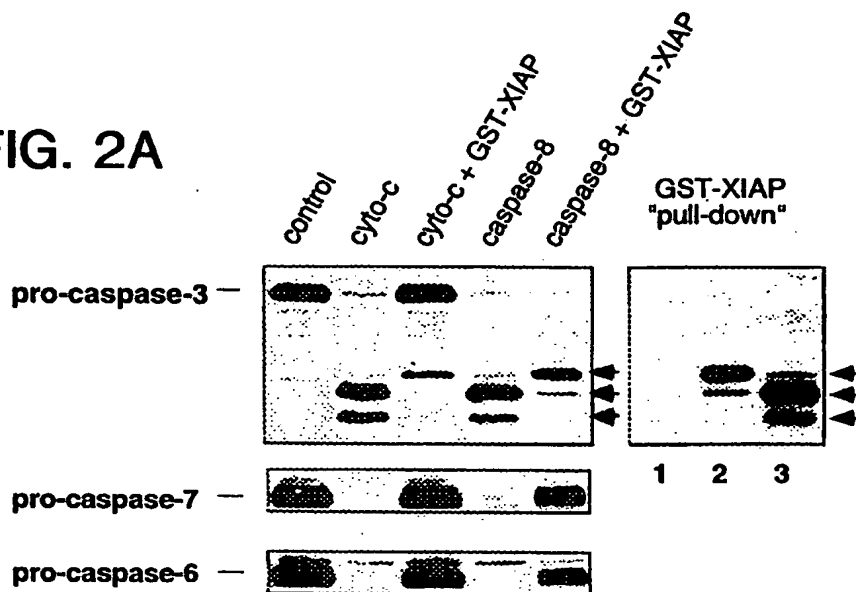 FIG. 2A
control
cyto-c
cyto-c + GST-XIAP
caspase-8
caspase-8 + GST-XIAP
GST-XIAP
"pull-down"
pro-caspase-3
1 2 3
pro-caspase-7
pro-caspase-6